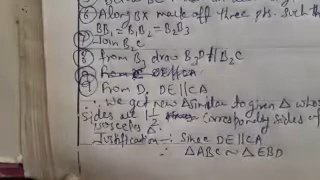 ⑥ Along BX mark off three pts. such that
BB₁ = B₁B₂ = B₂B₃
⑦ Join B₂C
⑧ from B₃ draw B₃D ∥ B₂C
⑨ From D, DE ∥ CA
∴ we get new Δ similar to given Δ whose
sides are 1½ corresponding sides of
isosceles Δ.
Justification —: Since DE ∥ CA
∴ ΔABC ~ ΔEBD